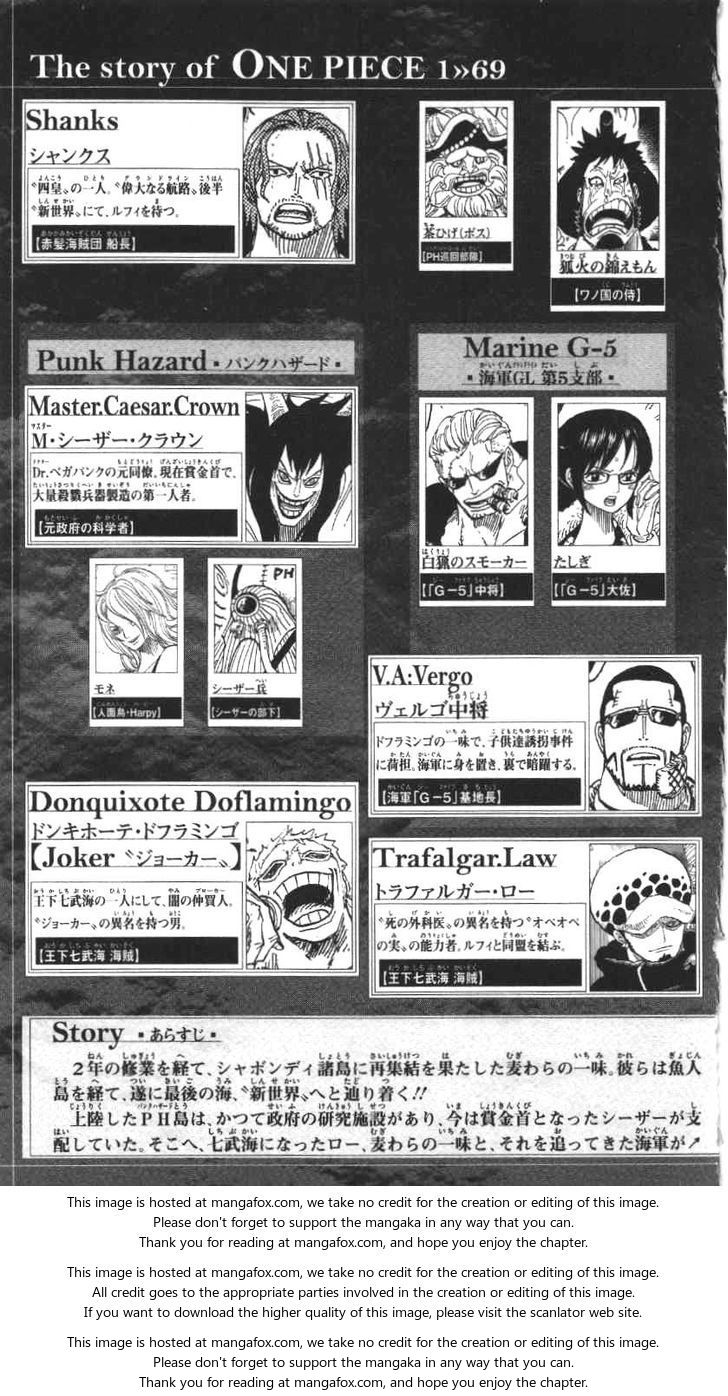 The story of ONE PIECE 1»69
Shanks
シャンクス
〝四皇〟の一人。〝偉大なる航路〟後半
〝新世界〟にて、ルフィを待つ。
【赤髪海賊団 船長】
茶ひげ(ボス)
【PH巡回部隊】
狐火の錦えもん
【ワノ国の侍】
Punk Hazard ▪ パンクハザード ▪
Master.Caesar.Crown
M・シーザー・クラウン
Dr.ベガパンクの元同僚。現在賞金首で、
大量殺戮兵器製造の第一人者。
【元政府の科学者】
モネ
【人面鳥・Harpy】
PH
シーザー兵
【シーザーの部下】
Marine G-5
▪ 海軍GL 第5支部 ▪
白猟のスモーカー
【「G-5」中将】
たしぎ
【「G-5」大佐】
V.A:Vergo
ヴェルゴ中将
ドフラミンゴの一味で、子供達誘拐事件
に荷担。海軍に身を置き、裏で暗躍する。
【海軍「G-5」基地長】
Donquixote Doflamingo
ドンキホーテ・ドフラミンゴ
【Joker〝ジョーカー〟】
王下七武海の一人にして、闇の仲買人。
〝ジョーカー〟の異名を持つ男。
【王下七武海 海賊】
Trafalgar.Law
トラファルガー・ロー
〝死の外科医〟の異名を持つ〝オペオペ
の実〟の能力者。ルフィと同盟を結ぶ。
【王下七武海 海賊】
Story ▪ あらすじ ▪
2年の修業を経て、シャボンディ諸島に再集結を果たした麦わらの一味。彼らは魚人
島を経て、遂に最後の海、〝新世界〟へと辿り着く!!
上陸したPH島は、かつて政府の研究施設があり、今は賞金首となったシーザーが支
配していた。そこへ、七武海になったロー、麦わらの一味と、それを追ってきた海軍が↗
This image is hosted at mangafox.com, we take no credit for the creation or editing of this image.
Please don't forget to support the mangaka in any way that you can.
Thank you for reading at mangafox.com, and hope you enjoy the chapter.
This image is hosted at mangafox.com, we take no credit for the creation or editing of this image.
All credit goes to the appropriate parties involved in the creation or editing of this image.
If you want to download the higher quality of this image, please visit the scanlator web site.
This image is hosted at mangafox.com, we take no credit for the creation or editing of this image.
Please don't forget to support the mangaka in any way that you can.
Thank you for reading at mangafox.com, and hope you enjoy the chapter.